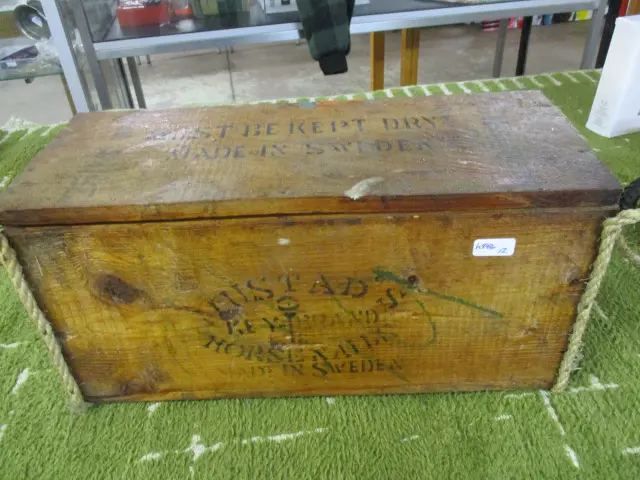 MUST BE KEPT DRY
MADE IN SWEDEN
MUSTAD'S
KEY BRAND
HORSE NAILS
MADE IN SWEDEN